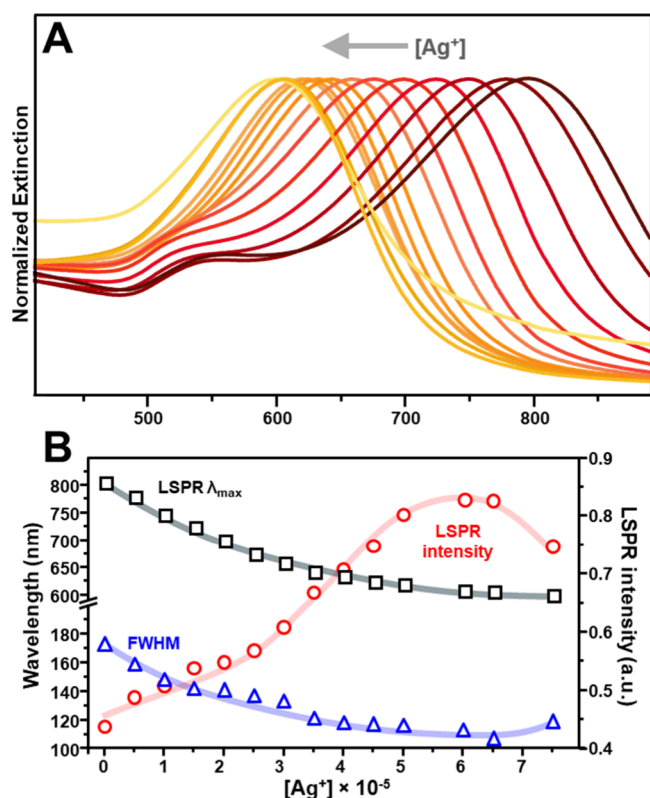 A
[Ag⁺]
Normalized Extinction
500
600
700
800
B
LSPR λmax
LSPR
intensity
FWHM
Wavelength (nm)
800
750
700
650
600
180
160
140
120
100
LSPR intensity (a.u.)
0.9
0.8
0.7
0.6
0.5
0.4
0
1
2
3
4
5
6
7
[Ag⁺] × 10⁻⁵